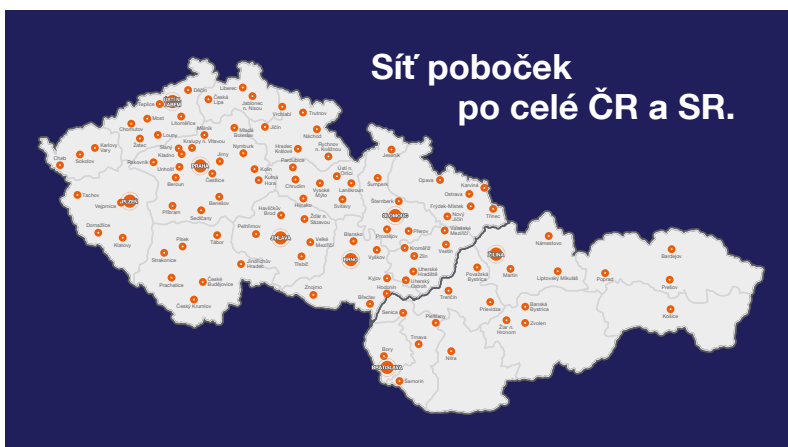 Síť poboček
po celé ČR a SR.
Děčín
Liberec
Teplice
ÚSTÍ N.
LABEM
Česká
Lípa
Jablonec
n. Nisou
Vrchlabí
Trutnov
Most
Litoměřice
Chomutov
Žatec
Louny
Mělník
Mladá
Boleslav
Jičín
Náchod
Karlovy
Vary
Slaný
Kralupy n. Vltavou
Nymburk
Hradec
Králové
Rychnov
n. Kněžnou
Jeseník
Cheb
Sokolov
Rakovník
Kladno
Jirny
Unhošť
PRAHA
Kolín
Pardubice
Ústí n.
Orlicí
Opava
Karviná
Beroun
Čestlice
Kutná
Hora
Chrudim
Vysoké
Mýto
Lanškroun
Šumperk
Ostrava
Tachov
Vejprnice
PLZEŇ
Benešov
Hlinsko
Svitavy
Šternberk
Frýdek-Místek
Příbram
Sedlčany
Havlíčkův
Brod
Žďár n.
Sázavou
OLOMOUC
Nový
Jičín
Třinec
Domažlice
Klatovy
Pelhřimov
JIHLAVA
Velké
Meziříčí
Blansko
Prostějov
Přerov
Valašské
Meziříčí
Písek
Tábor
Strakonice
Třebíč
BRNO
Vyškov
Kroměříž
Zlín
Vsetín
ŽILINA
Námestovo
Bardejov
Jindřichův
Hradec
Uherské
Hradiště
Uherský
Ostroh
Považská
Bystrica
Martin
Liptovský Mikuláš
Poprad
Prachatice
České
Budějovice
Znojmo
Kyjov
Hodonín
Trenčín
Prešov
Český Krumlov
Břeclav
Senica
Piešťany
Prievidza
Banská
Bystrica
Žiar n.
Hronom
Zvolen
Košice
Trnava
Bory
Nitra
BRATISLAVA
Šamorín